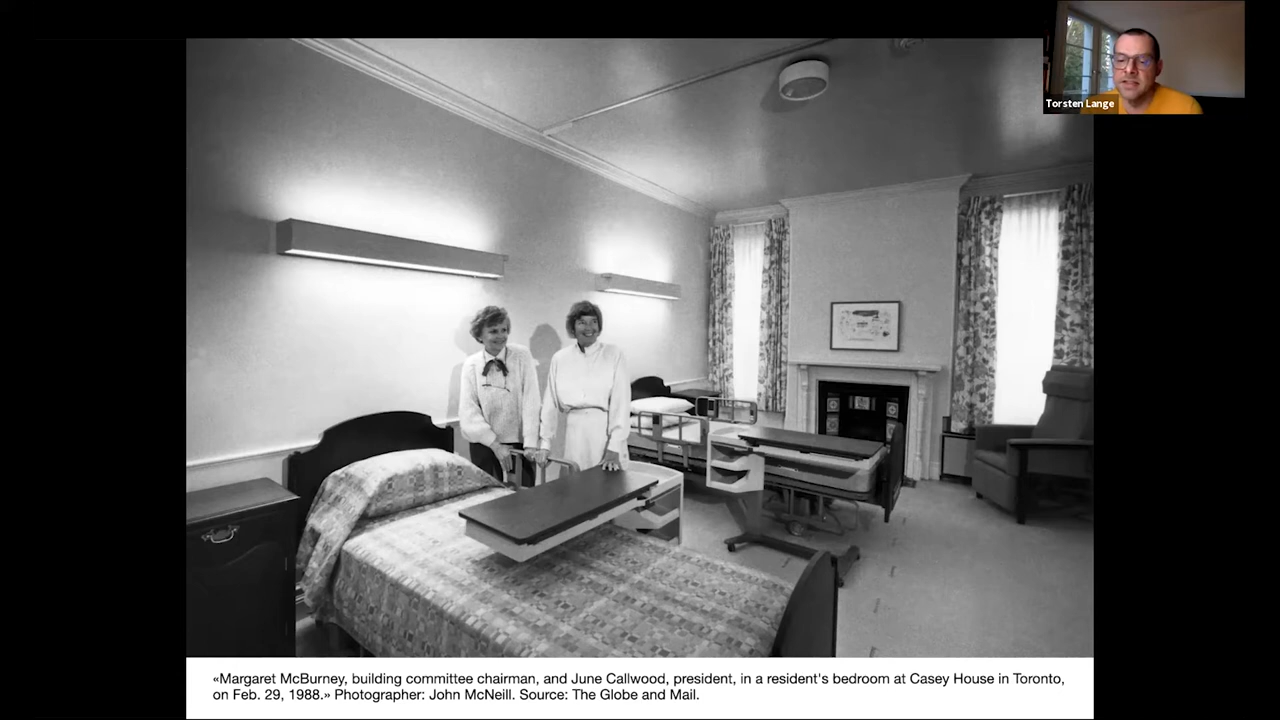 Torsten Lange
«Margaret McBurney, building committee chairman, and June Callwood, president, in a resident's bedroom at Casey House in Toronto,
on Feb. 29, 1988.» Photographer: John McNeill. Source: The Globe and Mail.